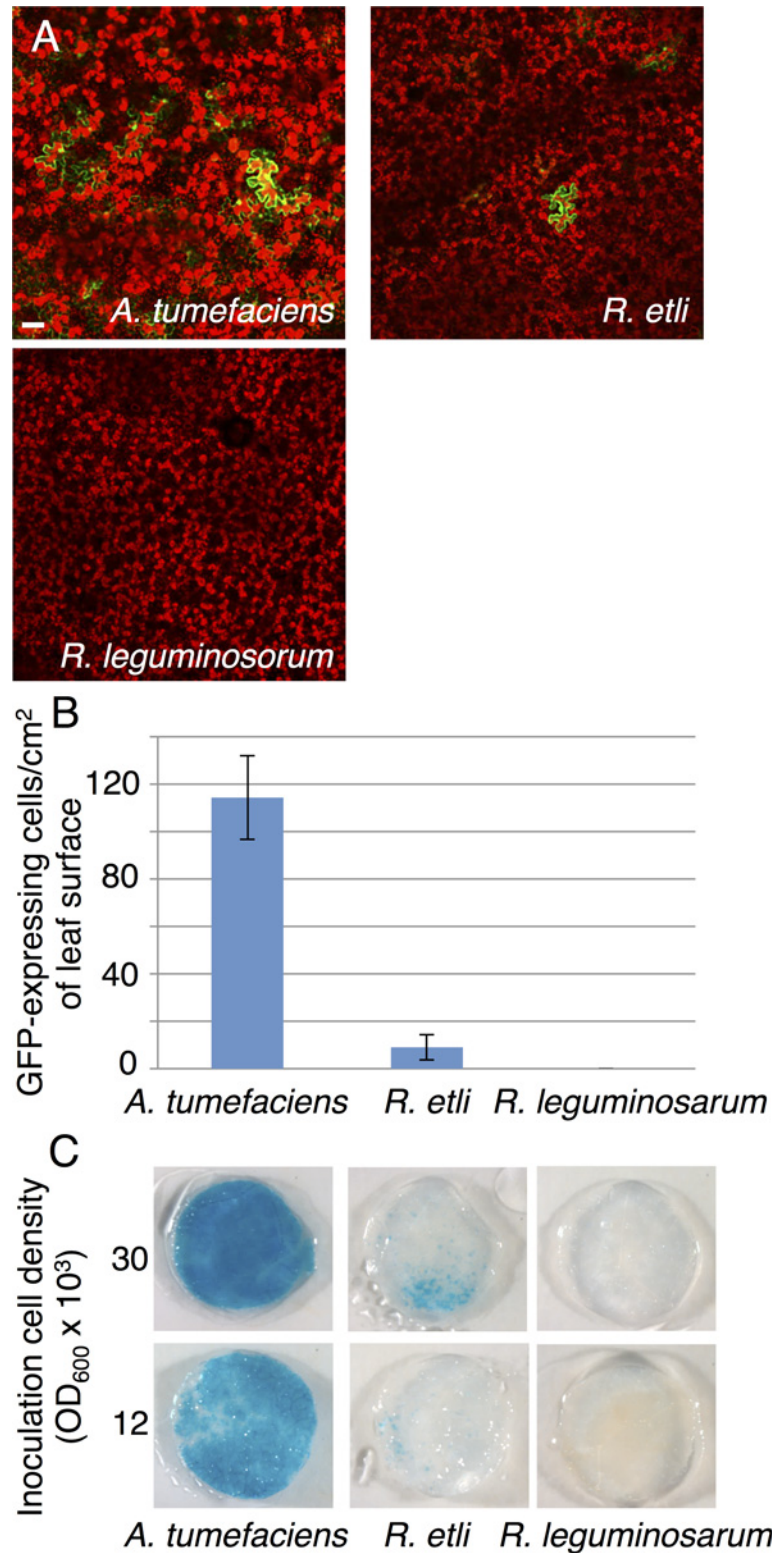 A
A. tumefaciens
R. etli
R. leguminosorum
B
GFP-expressing cells/cm²
of leaf surface
120
80
40
0
A. tumefaciens R. etli R. leguminosarum
C
Inoculation cell density
(OD₆₀₀ x 10³)
30
12
A. tumefaciens R. etli R. leguminosarum